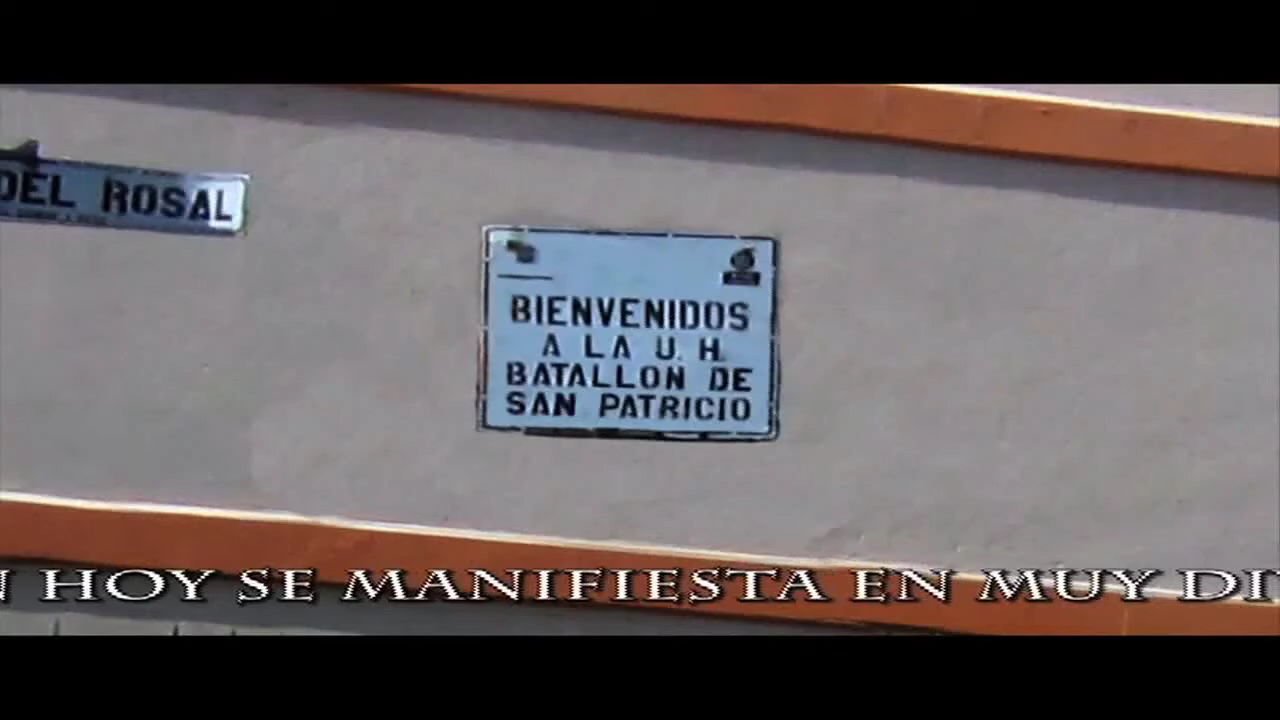 DEL ROSAL
BIENVENIDOS
A LA U. H.
BATALLON DE
SAN PATRICIO
N HOY SE MANIFIESTA EN MUY DI